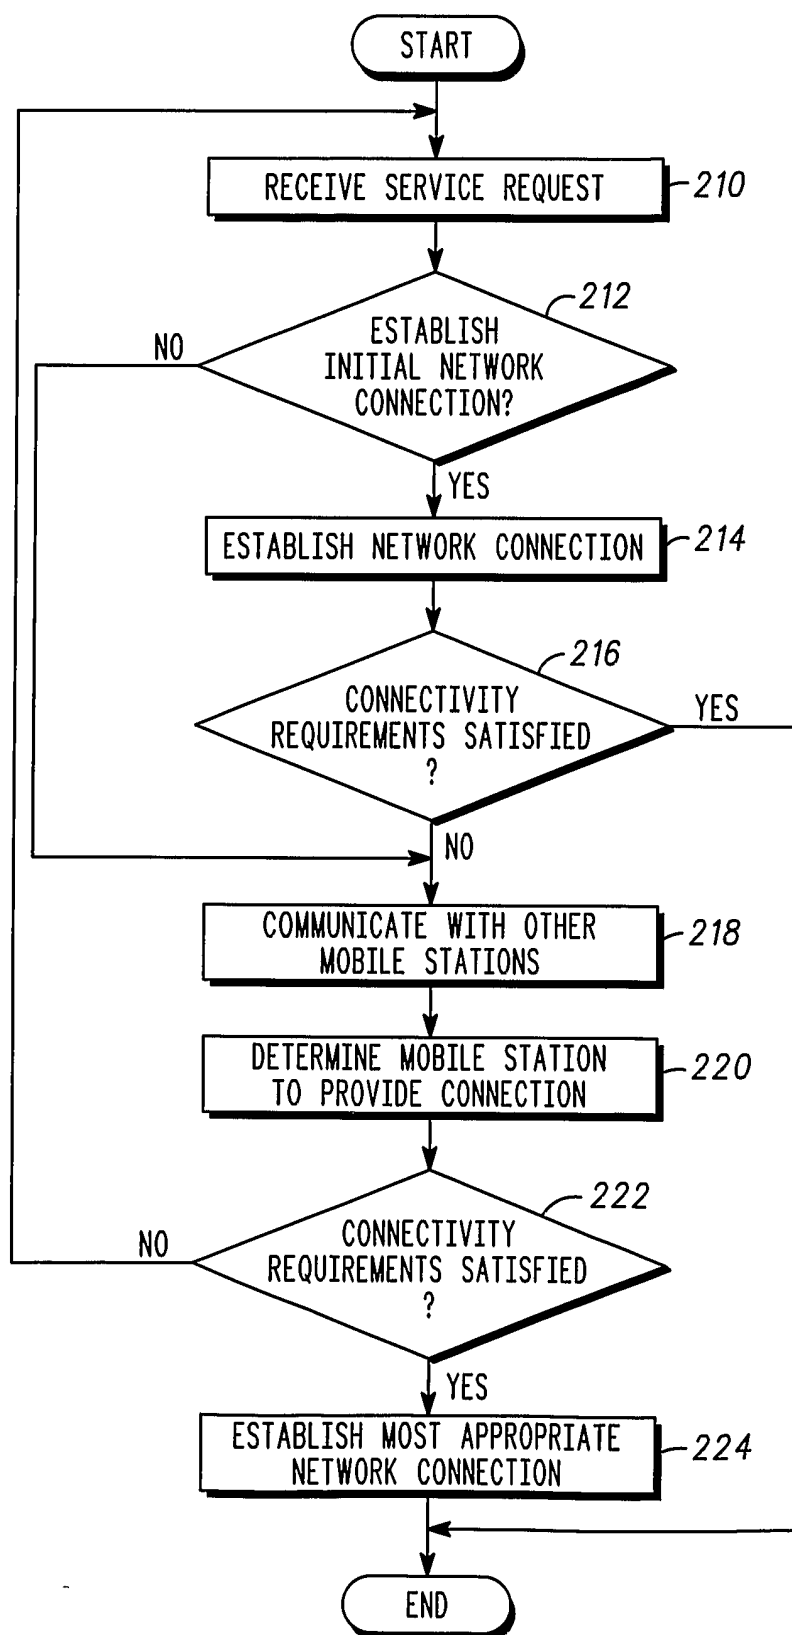 START
RECEIVE SERVICE REQUEST
210
212
ESTABLISH
INITIAL NETWORK
CONNECTION?
NO
YES
ESTABLISH NETWORK CONNECTION
214
216
CONNECTIVITY
REQUIREMENTS SATISFIED
?
YES
NO
COMMUNICATE WITH OTHER
MOBILE STATIONS
218
DETERMINE MOBILE STATION
TO PROVIDE CONNECTION
220
222
CONNECTIVITY
REQUIREMENTS SATISFIED
?
NO
YES
ESTABLISH MOST APPROPRIATE
NETWORK CONNECTION
224
END